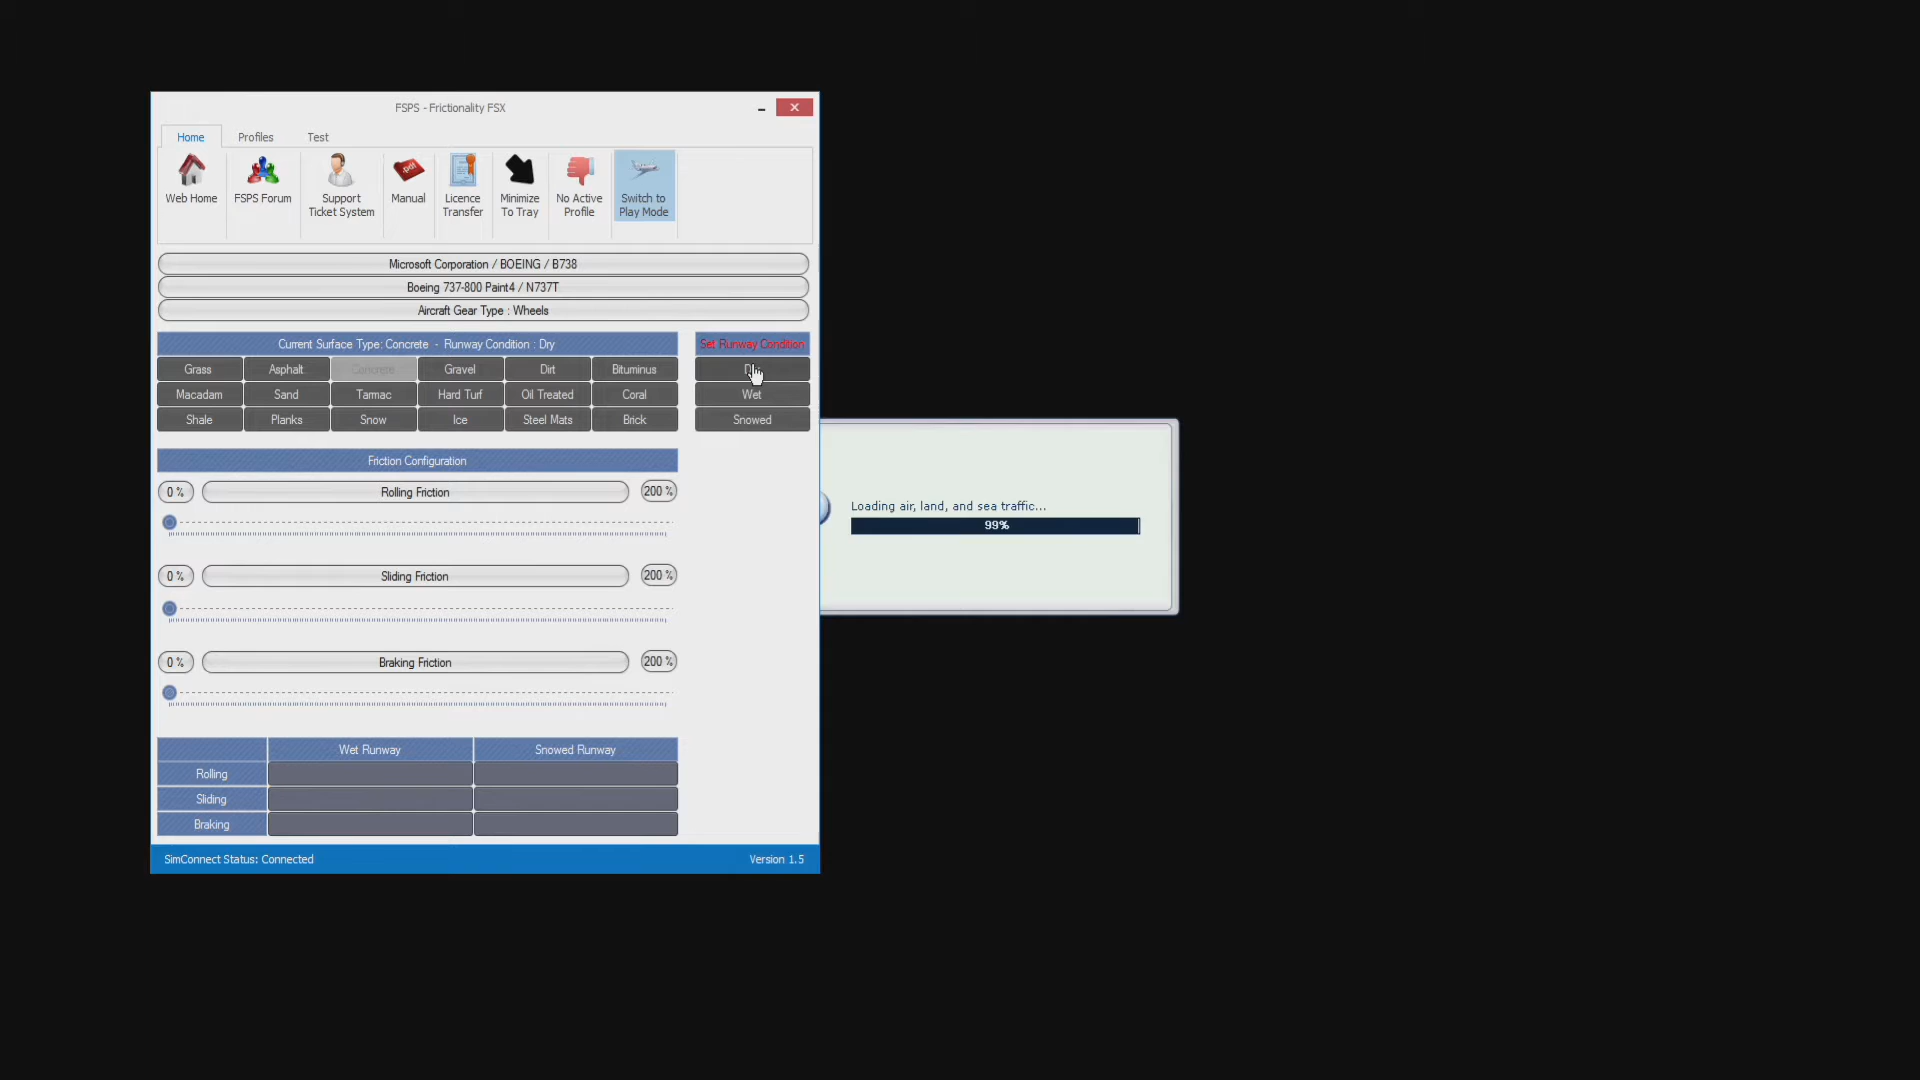 FSPS - Frictionality FSX
Home Profiles Test
Web Home
FSPS Forum
Support
Ticket System
Manual
Licence
Transfer
Minimize
To Tray
No Active
Profile
Switch to
Play Mode
Microsoft Corporation / BOEING / B738
Boeing 737-800 Paint4 / N737T
Aircraft Gear Type : Wheels
Current Surface Type: Concrete - Runway Condition : Dry
Set Runway Condition
Grass Asphalt Concrete Gravel Dirt Bituminus
Macadam Sand Tarmac Hard Turf Oil Treated Coral Wet
Shale Planks Snow Ice Steel Mats Brick Snowed
Friction Configuration
0 % Rolling Friction 200 %
Loading air, land, and sea traffic...
99%
0 % Sliding Friction 200 %
0 % Braking Friction 200 %
Wet Runway Snowed Runway
Rolling
Sliding
Braking
SimConnect Status: Connected Version 1.5